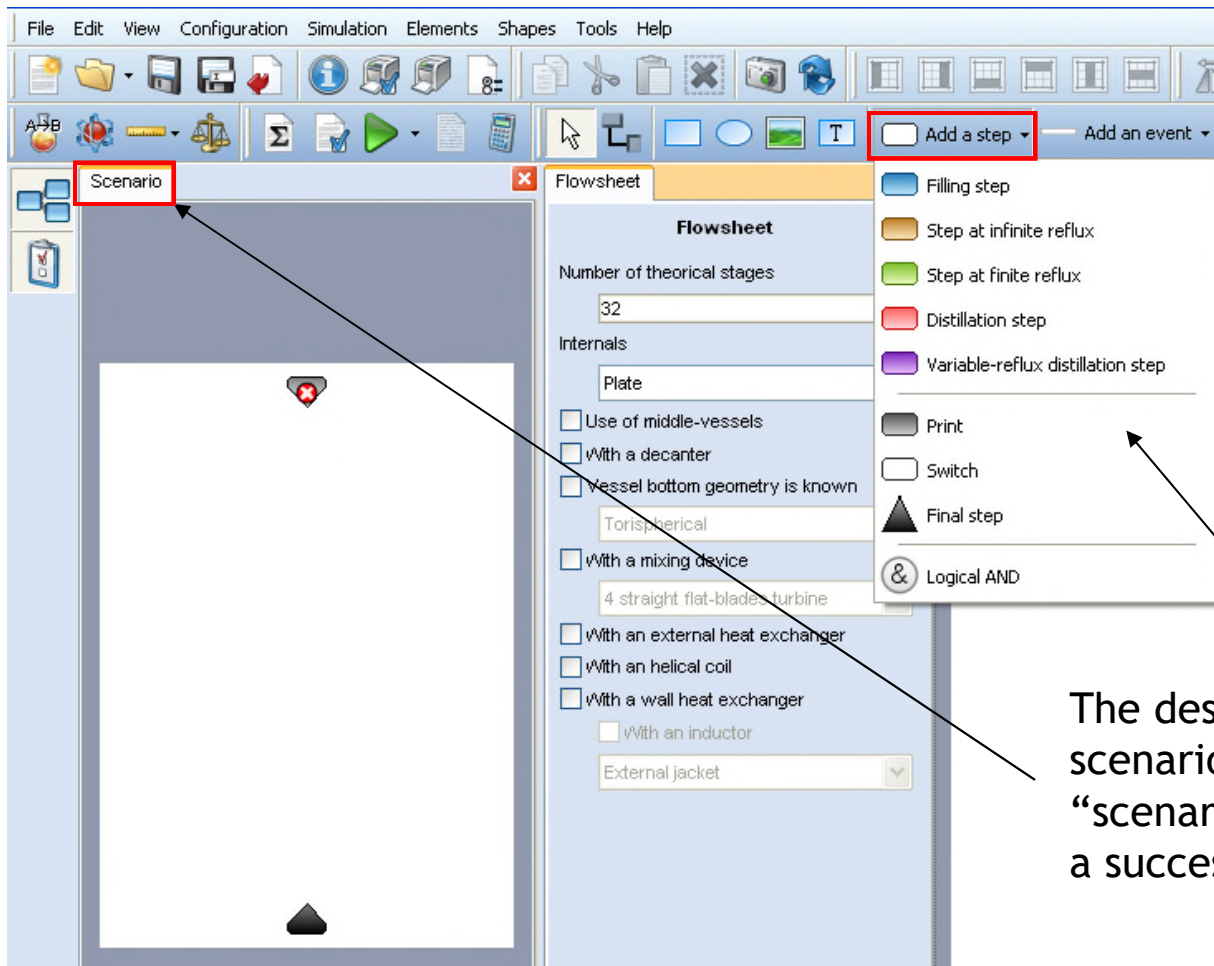 File Edit View Configuration Simulation Elements Shapes Tools Help
8=
A→B Σ T Add a step Add an event
Scenario
Flowsheet
Flowsheet
Number of theorical stages
32
Internals
Plate
Use of middle-vessels
With a decanter
Vessel bottom geometry is known
Torispherical
With a mixing device
4 straight flat-blades turbine
With an external heat exchanger
With an helical coil
With a wall heat exchanger
With an inductor
External jacket
Filling step
Step at infinite reflux
Step at finite reflux
Distillation step
Variable-reflux distillation step
Print
Switch
Final step
& Logical AND
The des
scenario
“scenar
a succes